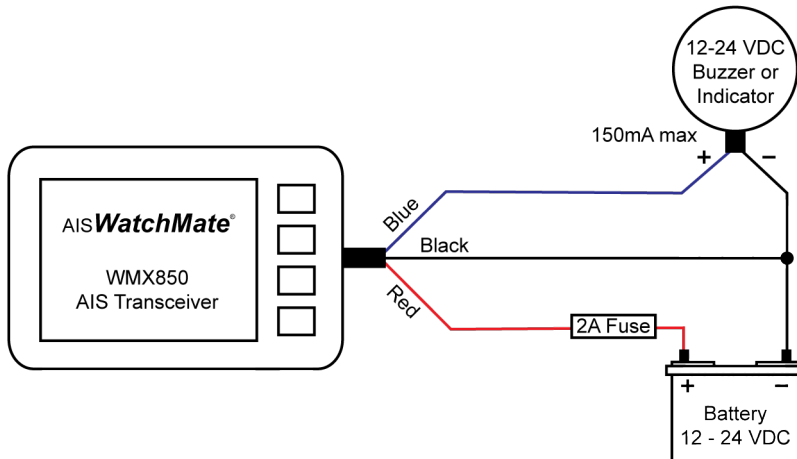 12-24 VDC
Buzzer or
Indicator
150mA max
+ −
AIS WatchMate®
WMX850
AIS Transceiver
Blue
Black
Red
2A Fuse
+ −
Battery
12 - 24 VDC